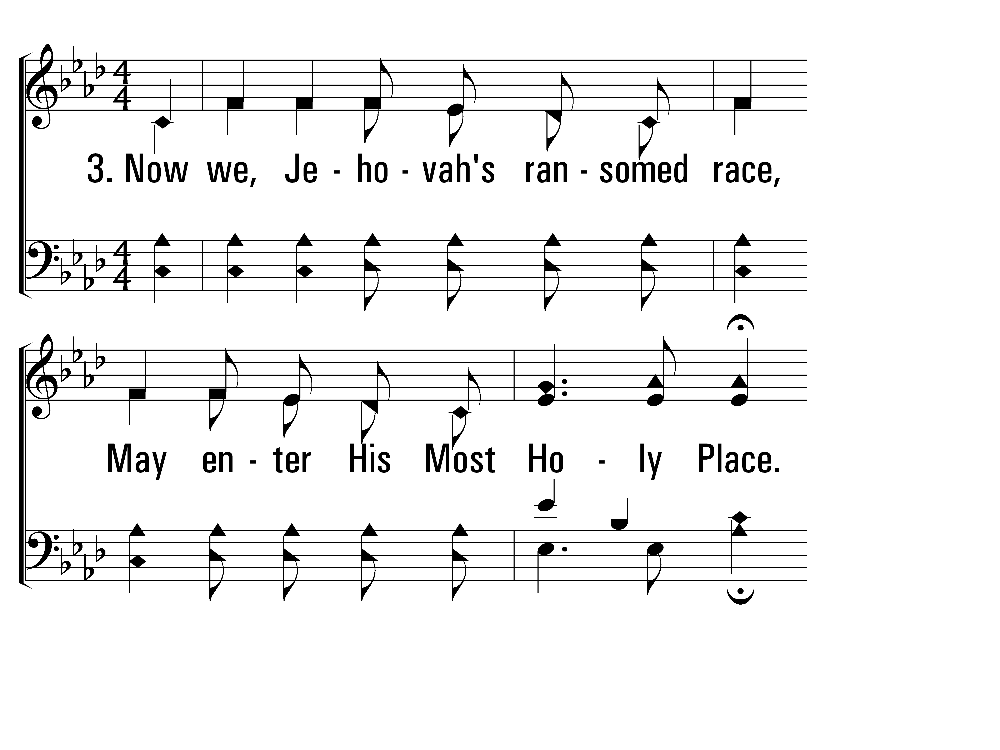 3. Now we, Je - ho - vah's ran - somed race,
May en - ter His Most Ho - ly Place.